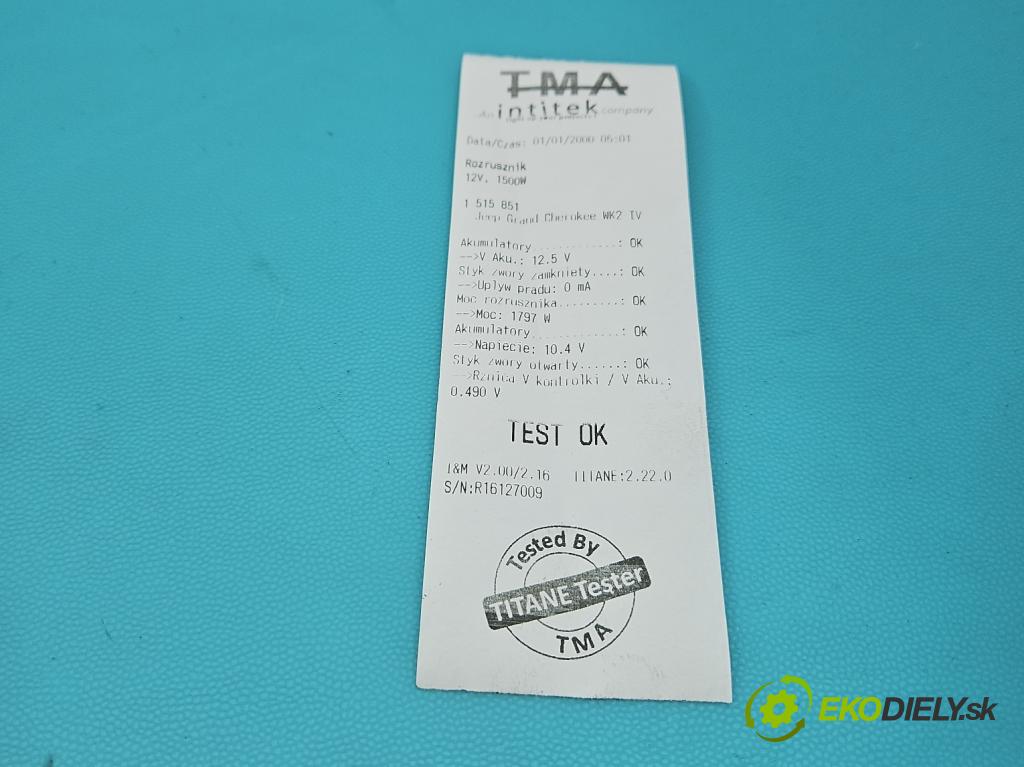 TMA
An intitek company
Data/Czas: 01/01/2000 05:01
Rozrusznik
12V, 1500W
1 515 851
Jeep Grand Cherokee WK2 IV
Akumulatory.............: OK
-->V Aku.: 12.5 V
Styk zwory zamkniety....: OK
-->Uplyw pradu: 0 mA
Moc rozrusznika.........: OK
-->Moc: 1797 W
Akumulatory.............: OK
-->Napiecie: 10.4 V
Styk zwory otwarty......: OK
-->Rznica V kontrolki / V Aku.:
0.490 V
TEST OK
I&M V2.00/2.16 TITANE:2.22.0
S/N:R16127009
Tested By
TITANE Tester
TMA
EKODIELY.sk